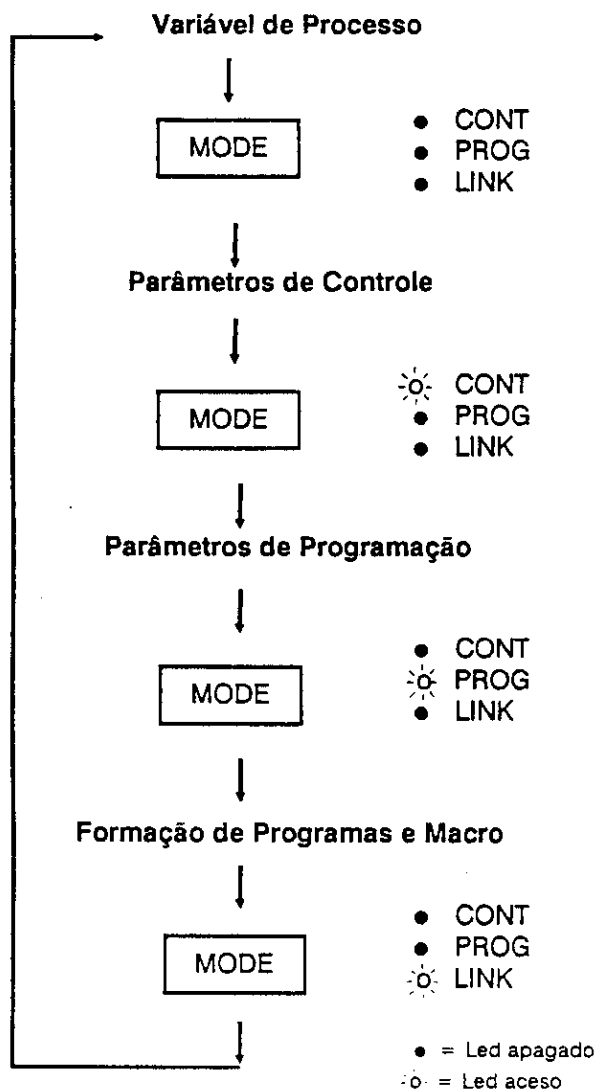 Variável de Processo
MODE
● CONT
● PROG
● LINK
Parâmetros de Controle
MODE
CONT
● PROG
● LINK
Parâmetros de Programação
MODE
● CONT
PROG
● LINK
Formação de Programas e Macro
MODE
● CONT
● PROG
LINK
● = Led apagado
= Led aceso